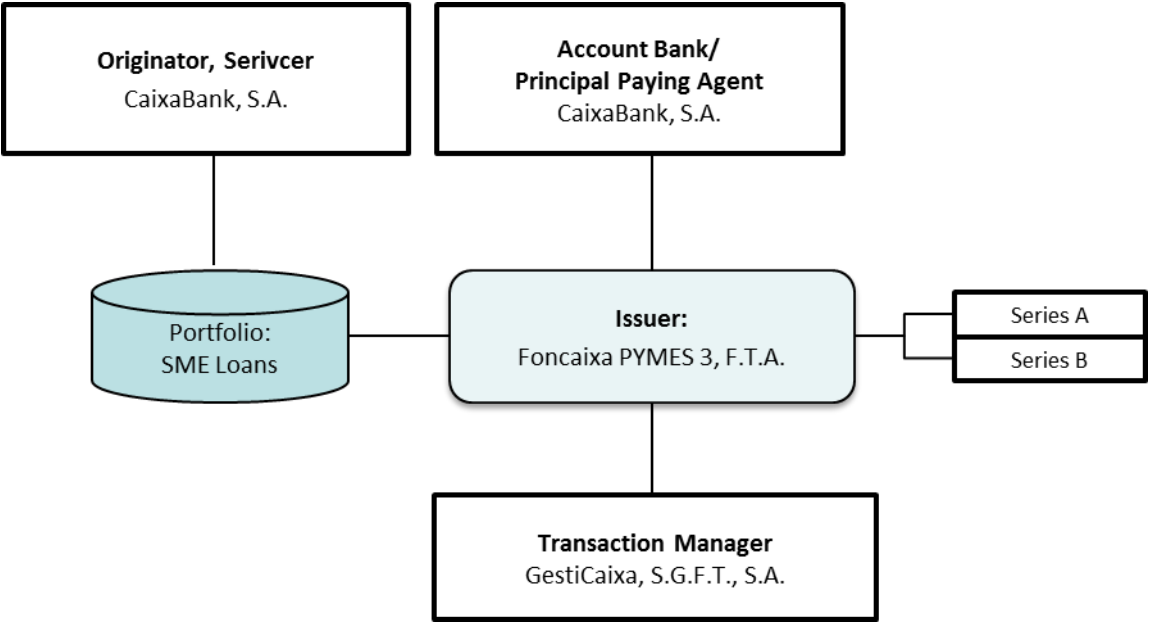 Originator, Serivcer
CaixaBank, S.A.
Account Bank/
Principal Paying Agent
CaixaBank, S.A.
Portfolio:
SME Loans
Issuer:
Foncaixa PYMES 3, F.T.A.
Series A
Series B
Transaction Manager
GestiCaixa, S.G.F.T., S.A.